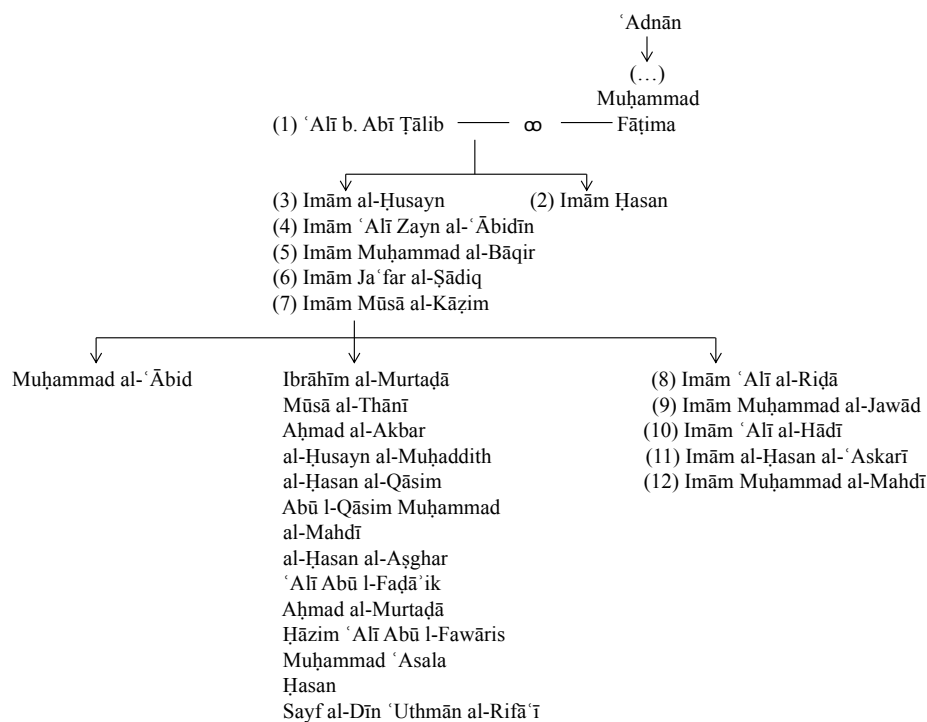 ʿAdnān
(…)
Muḥammad
(1) ʿAlī b. Abī Ṭālib ꝏ Fāṭima
(3) Imām al-Ḥusayn (2) Imām Ḥasan
(4) Imām ʿAlī Zayn al-ʿĀbidīn
(5) Imām Muḥammad al-Bāqir
(6) Imām Jaʿfar al-Ṣādiq
(7) Imām Mūsā al-Kāẓim
Muḥammad al-ʿĀbid
Ibrāhīm al-Murtaḍā
Mūsā al-Thānī
Aḥmad al-Akbar
al-Ḥusayn al-Muḥaddith
al-Ḥasan al-Qāsim
Abū l-Qāsim Muḥammad
al-Mahdī
al-Ḥasan al-Aṣghar
ʿAlī Abū l-Faḍāʾik
Aḥmad al-Murtaḍā
Ḥāzim ʿAlī Abū l-Fawāris
Muḥammad ʿAsala
Ḥasan
Sayf al-Dīn ʿUthmān al-Rifāʿī
(8) Imām ʿAlī al-Riḍā
(9) Imām Muḥammad al-Jawād
(10) Imām ʿAlī al-Hādī
(11) Imām al-Ḥasan al-ʿAskarī
(12) Imām Muḥammad al-Mahdī